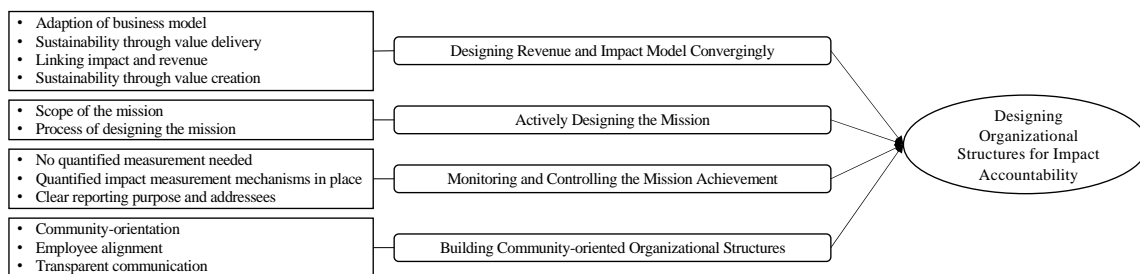 • Adaption of business model
• Sustainability through value delivery
• Linking impact and revenue
• Sustainability through value creation
Designing Revenue and Impact Model Convergingly
• Scope of the mission
• Process of designing the mission
Actively Designing the Mission
• No quantified measurement needed
• Quantified impact measurement mechanisms in place
• Clear reporting purpose and addressees
Monitoring and Controlling the Mission Achievement
• Community-orientation
• Employee alignment
• Transparent communication
Building Community-oriented Organizational Structures
Designing
Organizational
Structures for Impact
Accountability